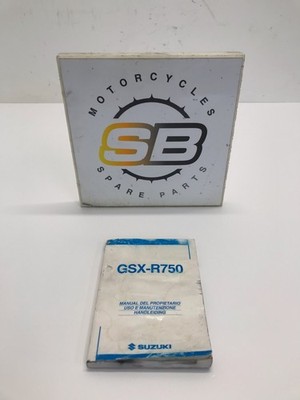 MOTORCYCLES
SB
SPARE PARTS
GSX-R750
MANUAL DEL PROPIETARIO
USO E MANUTENZIONE
HANDLEIDING
SUZUKI